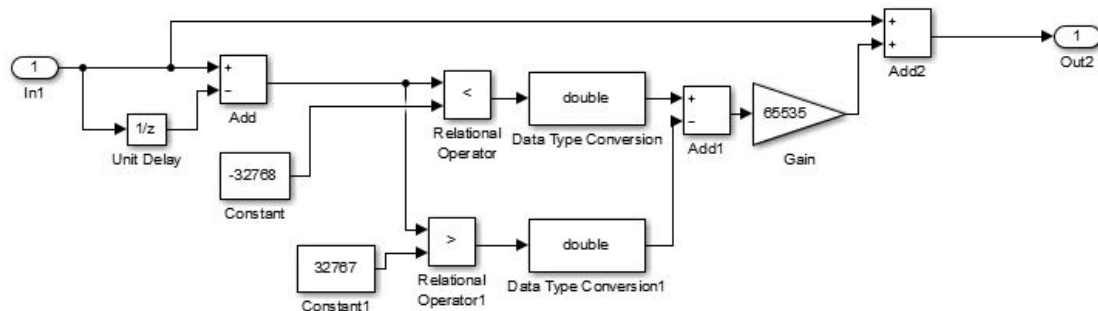 1
In1
1/z
Unit Delay
+
−
Add
-32768
Constant
32767
Constant1
<
Relational
Operator
>
Relational
Operator1
double
Data Type Conversion
double
Data Type Conversion1
+
−
Add1
65535
Gain
+
+
Add2
1
Out2